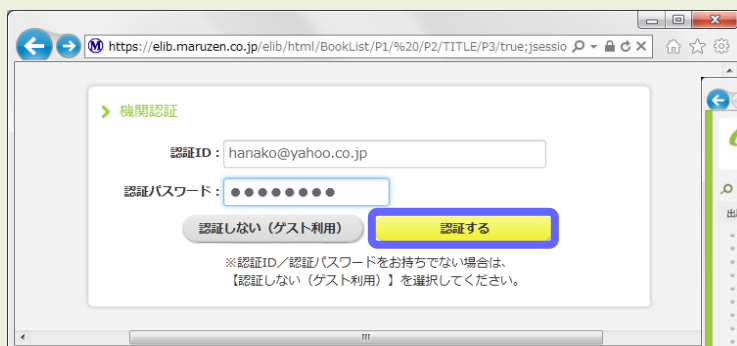 https://elib.maruzen.co.jp/elib/html/BookList/P1/%20/P2/TITLE/P3/true;jsessio
機関認証
認証ID：hanako@yahoo.co.jp
認証パスワード：●●●●●●●●
認証しない（ゲスト利用） 認証する
※認証ID／認証パスワードをお持ちでない場合は、
【認証しない（ゲスト利用）】を選択してください。